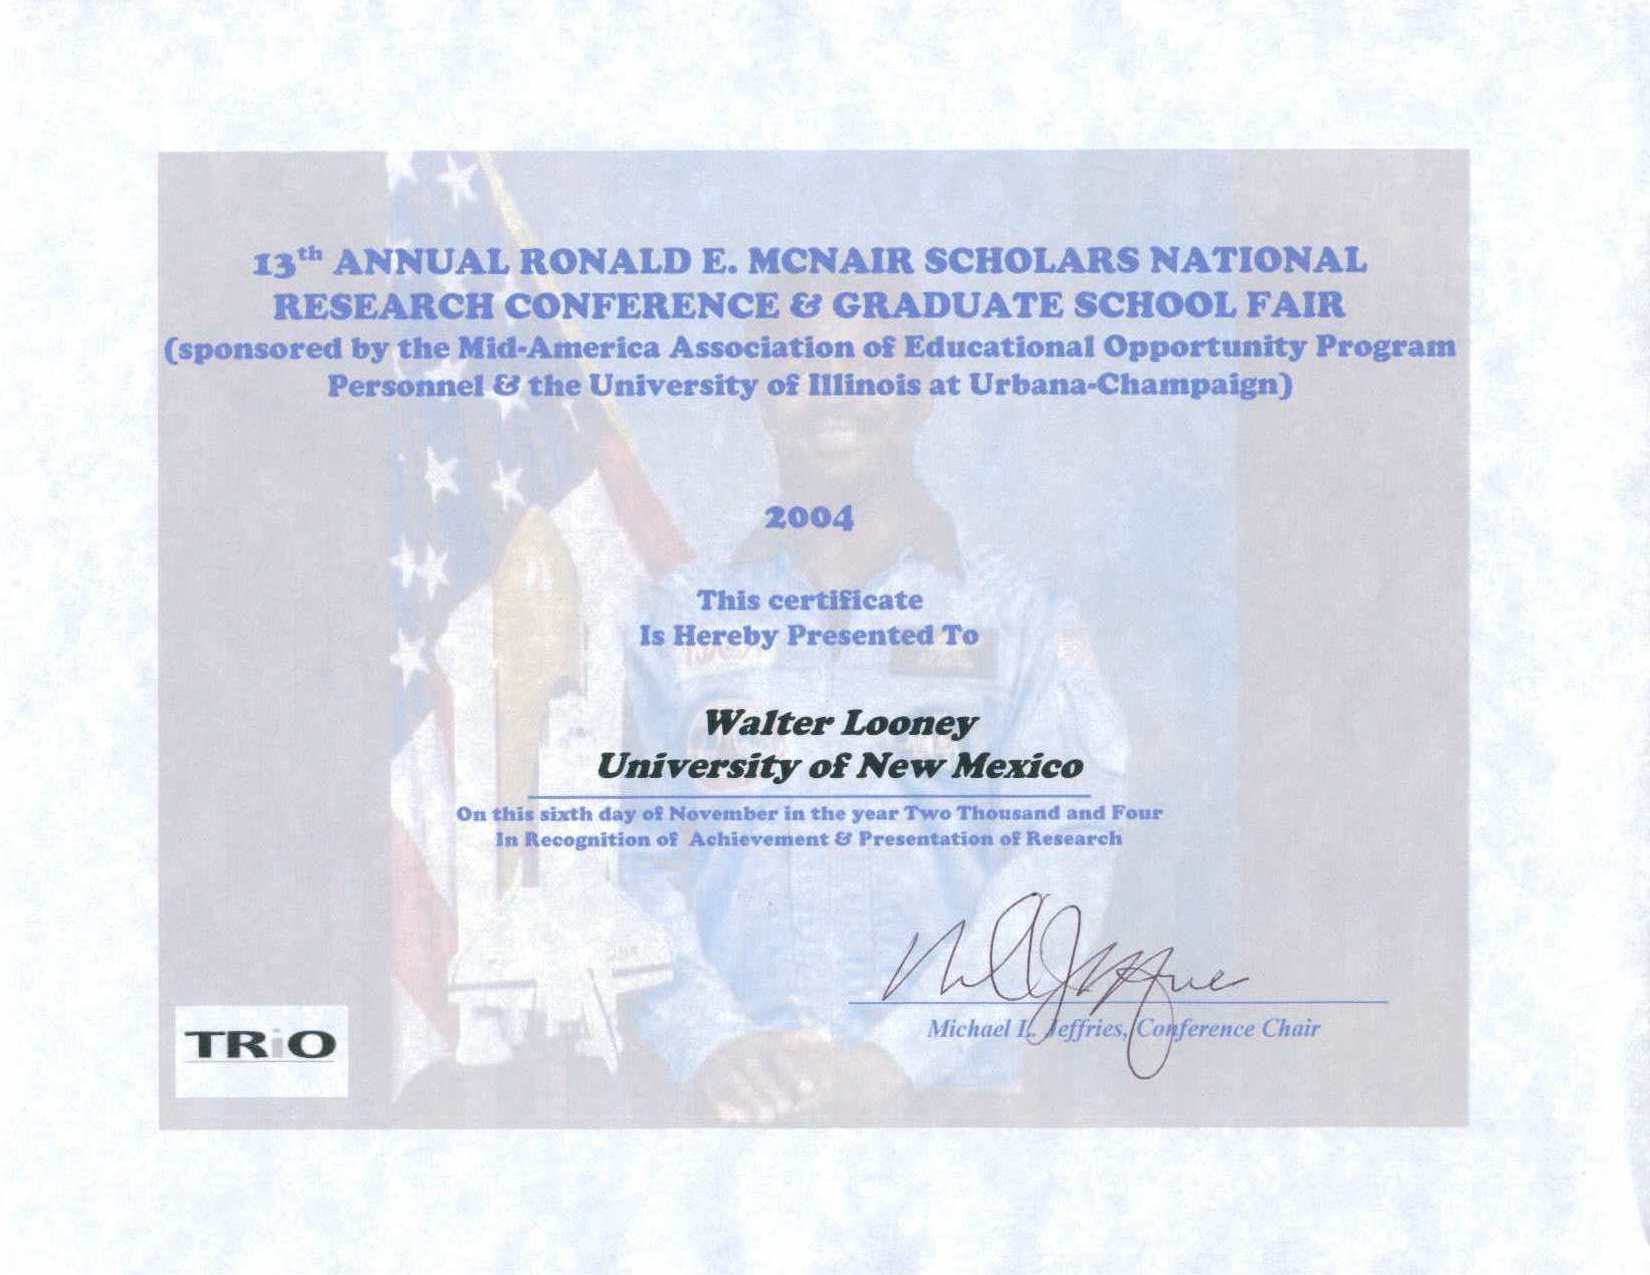 13th ANNUAL RONALD E. MCNAIR SCHOLARS NATIONAL
RESEARCH CONFERENCE & GRADUATE SCHOOL FAIR
(sponsored by the Mid-America Association of Educational Opportunity Program
Personnel & the University of Illinois at Urbana-Champaign)
2004
This certificate
Is Hereby Presented To
Walter Looney
University of New Mexico
On this sixth day of November in the year Two Thousand and Four
In Recognition of Achievement & Presentation of Research
Michael L. Jeffries, Conference Chair
TRiO